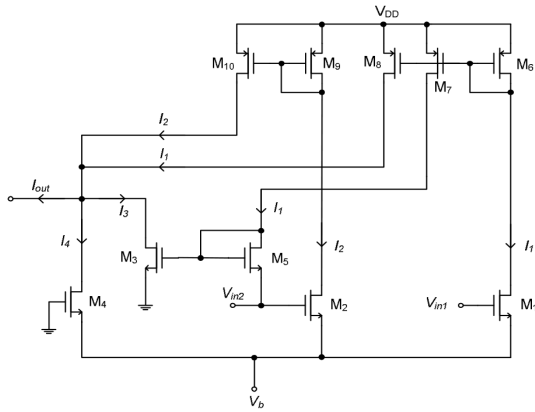 V_DD
M_10
M_9
M_8
M_7
M_6
I_2
I_1
I_out
I_3
I_1
I_2
I_1
I_4
M_3
M_5
M_4
V_in2
M_2
V_in1
V_b